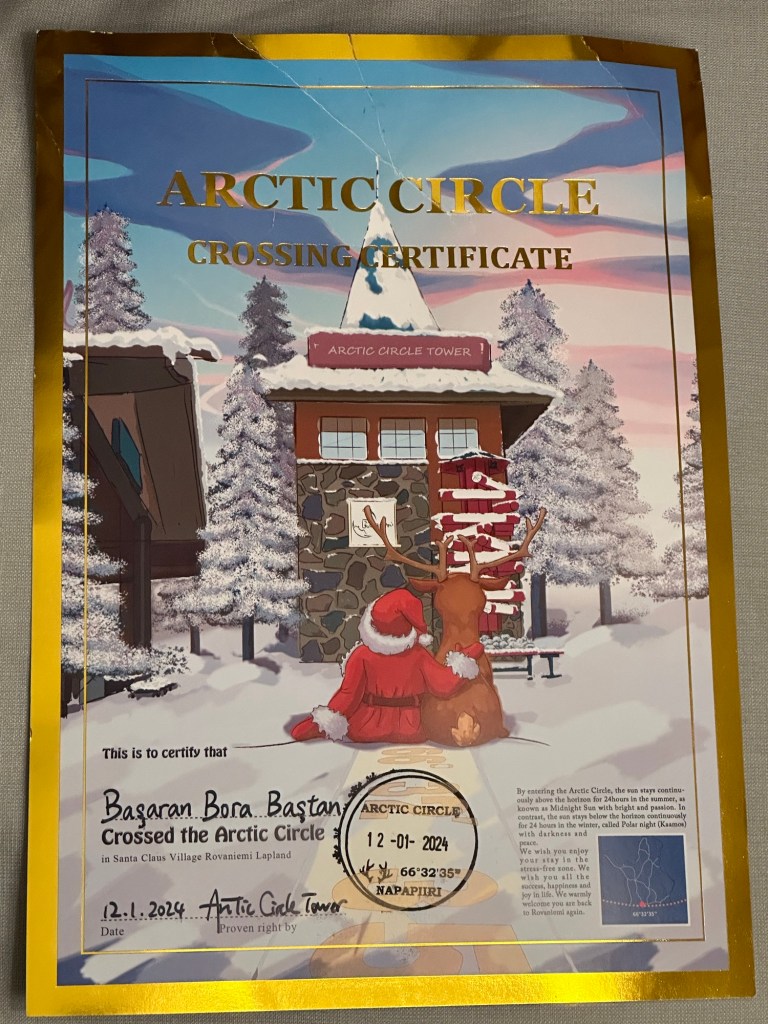 ARCTIC CIRCLE
CROSSING CERTIFICATE
ARCTIC CIRCLE TOWER
This is to certify that
Başaran Bora Baştan
Crossed the Arctic Circle
in Santa Claus Village Rovaniemi Lapland
12.1.2024 Arctic Circle Tower
Date Proven right by
ARCTIC CIRCLE
12 -01- 2024
66°32'35"
NAPAPIIRI
By entering the Arctic Circle, the sun stays continu-
ously above the horizon for 24hours in the summer, as
known as Midnight Sun with bright and passion. In
contrast, the sun stays below the horizon continuously
for 24 hours in the winter, called Polar night (Kaamos)
with darkness and
peace.
We wish you enjoy
your stay in the
stress-free zone. We
wish you all the
success, happiness and
joy in life. We warmly
welcome you are back
to Rovaniemi again.
66°32'35"